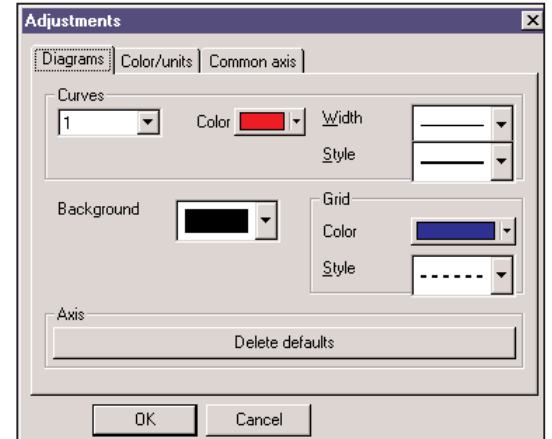 Adjustments
Diagrams Color/units Common axis
Curves
1 Color Width
Style
Background
Grid
Color
Style
Axis
Delete defaults
OK Cancel